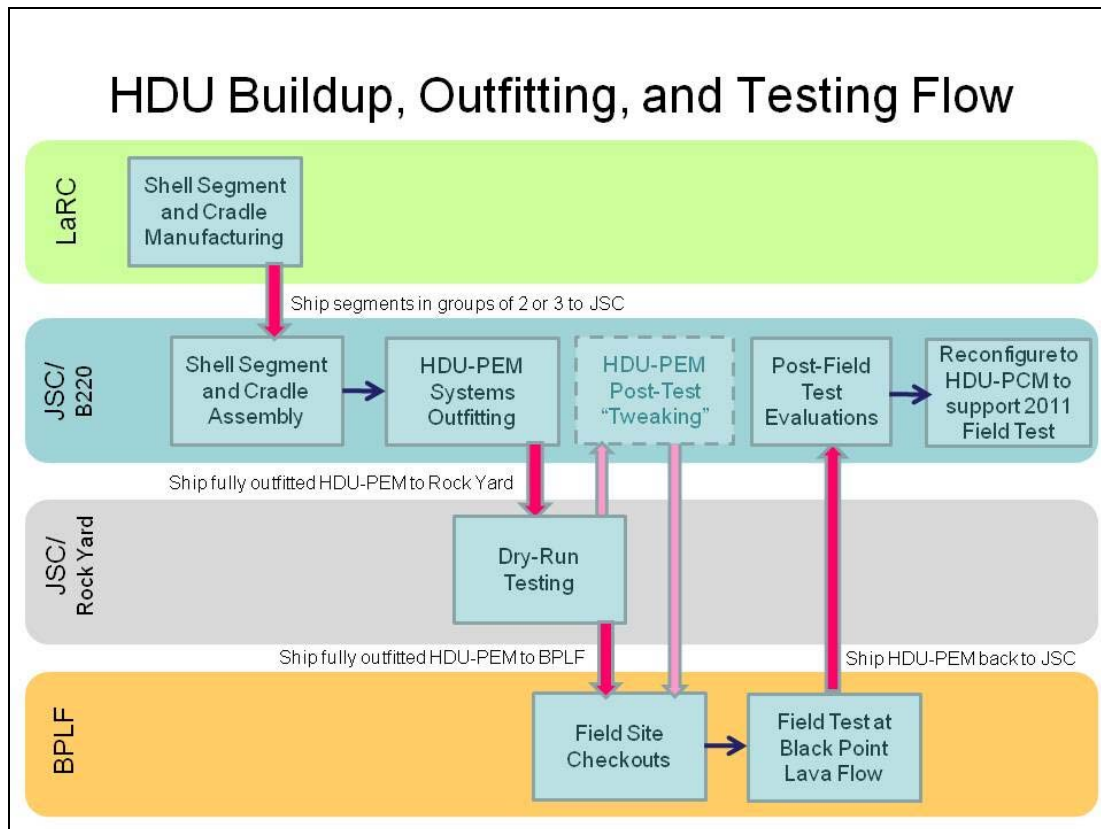 HDU Buildup, Outfitting, and Testing Flow
LaRC
Shell Segment
and Cradle
Manufacturing
Ship segments in groups of 2 or 3 to JSC
JSC/
B220
Shell Segment
and Cradle
Assembly
HDU-PEM
Systems
Outfitting
HDU-PEM
Post-Test
“Tweaking”
Post-Field
Test
Evaluations
Reconfigure to
HDU-PCM to
support 2011
Field Test
Ship fully outfitted HDU-PEM to Rock Yard
JSC/
Rock Yard
Dry-Run
Testing
Ship fully outfitted HDU-PEM to BPLF
Ship HDU-PEM back to JSC
BPLF
Field Site
Checkouts
Field Test at
Black Point
Lava Flow